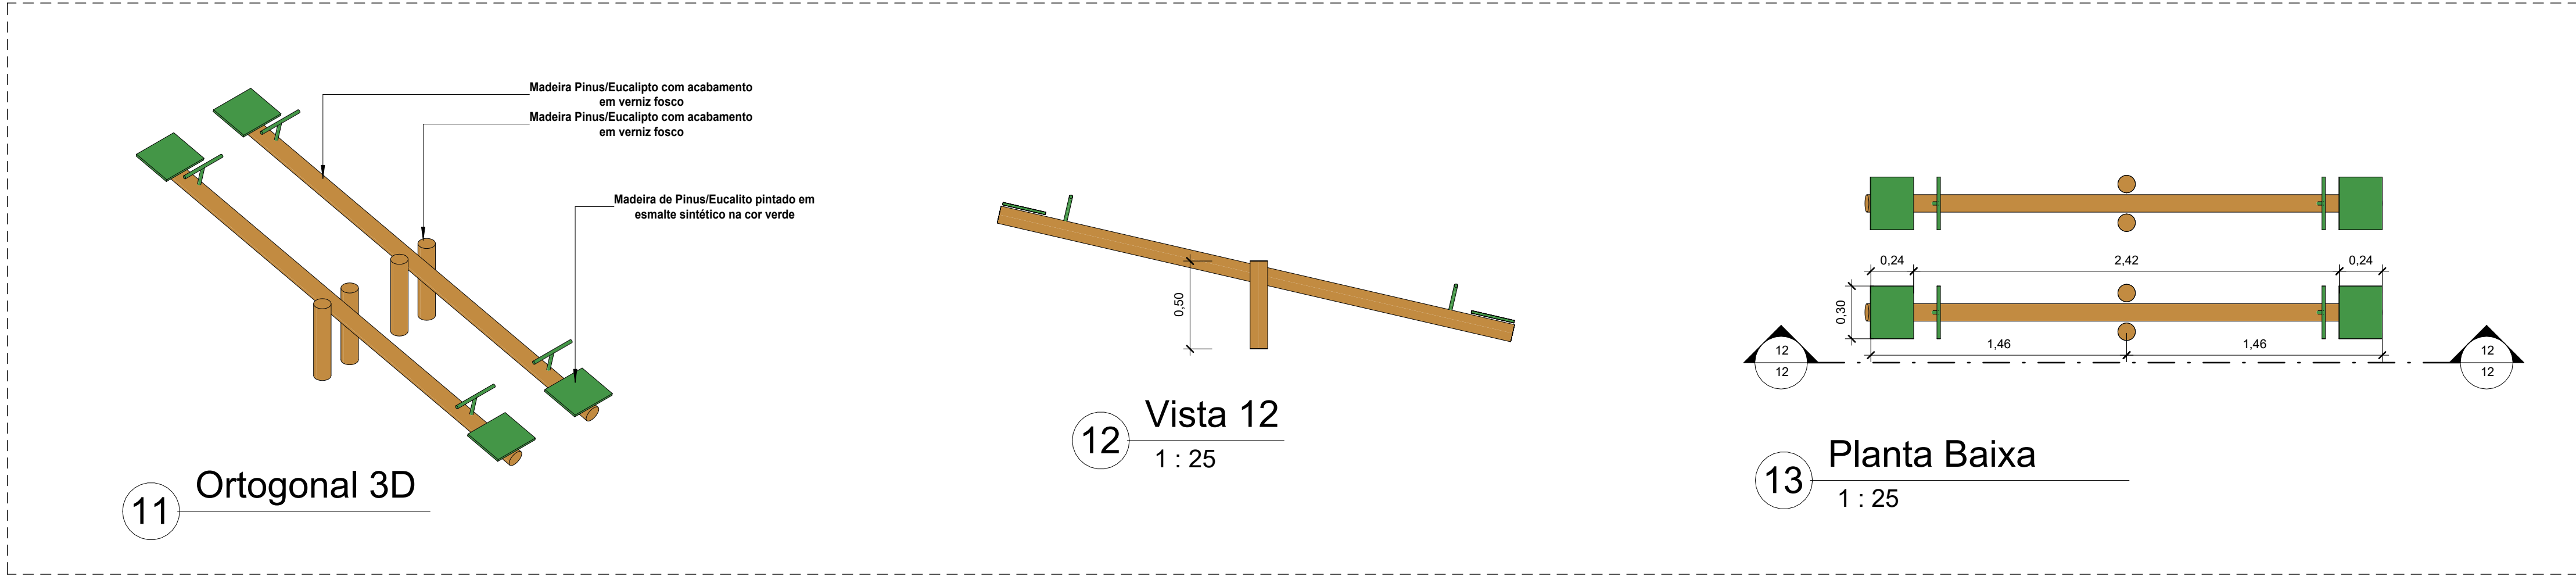 Madeira Pinus/Eucalipto com acabamento
em verniz fosco
Madeira Pinus/Eucalipto com acabamento
em verniz fosco
Madeira de Pinus/Eucalito pintado em
esmalte sintético na cor verde
11
Ortogonal 3D
0,50
12
Vista 12
1 : 25
0,24
2,42
0,24
0,30
1,46
1,46
12
12
12
12
13
Planta Baixa
1 : 25